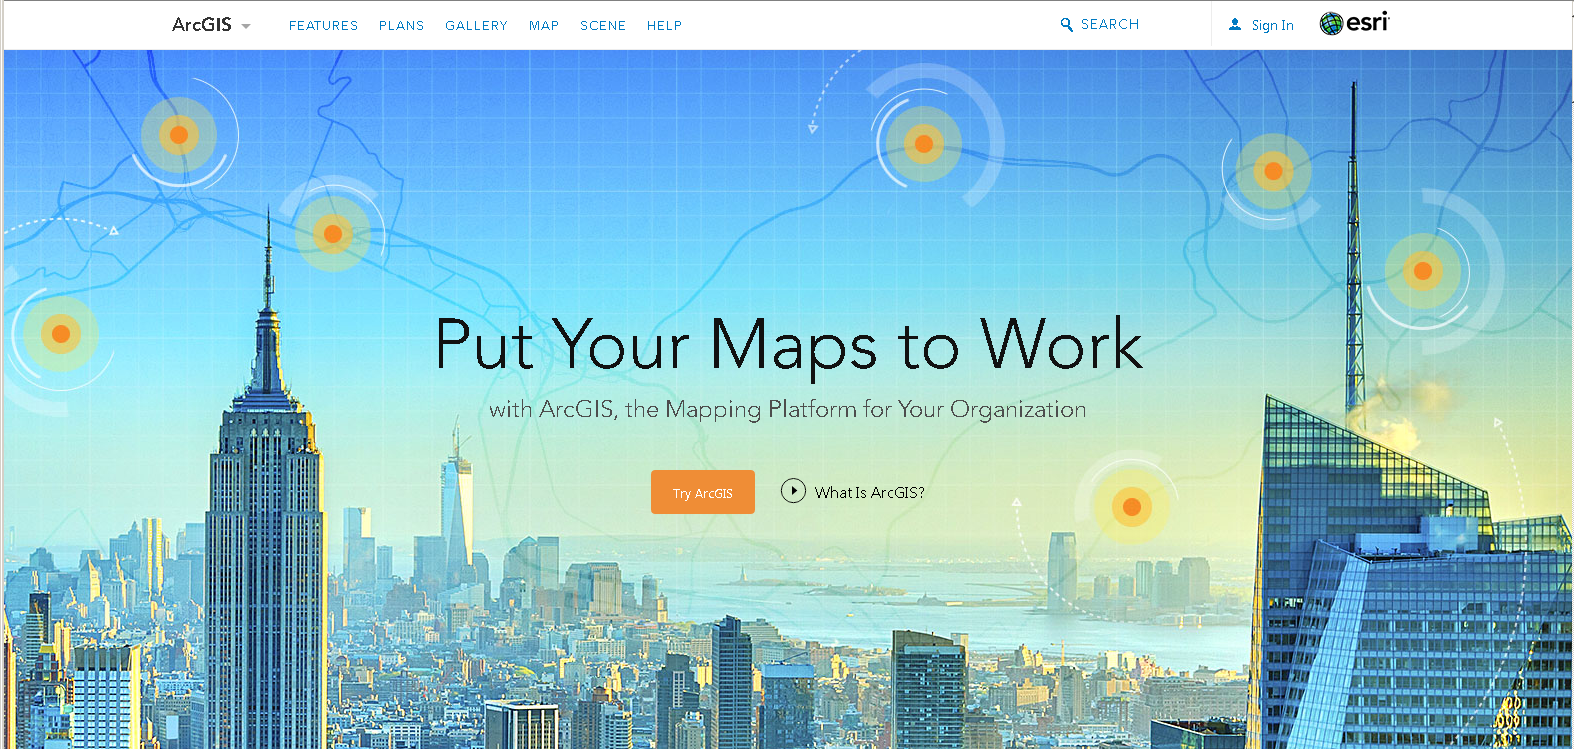 ArcGIS FEATURES PLANS GALLERY MAP SCENE HELP SEARCH Sign In esri
Put Your Maps to Work
with ArcGIS, the Mapping Platform for Your Organization
Try ArcGIS What Is ArcGIS?